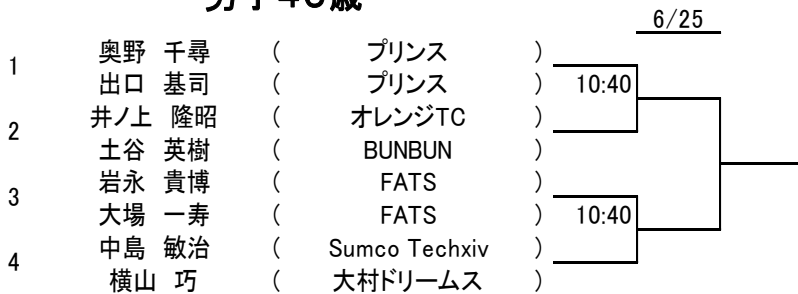 6/25
1
奥野 千尋 ( プリンス )
出口 基司 ( プリンス ) 10:40
2
井ノ上 隆昭 ( オレンジTC )
土谷 英樹 ( BUNBUN )
3
岩永 貴博 ( FATS )
大場 一寿 ( FATS ) 10:40
4
中島 敏治 ( Sumco Techxiv )
横山 巧 ( 大村ドリームス )